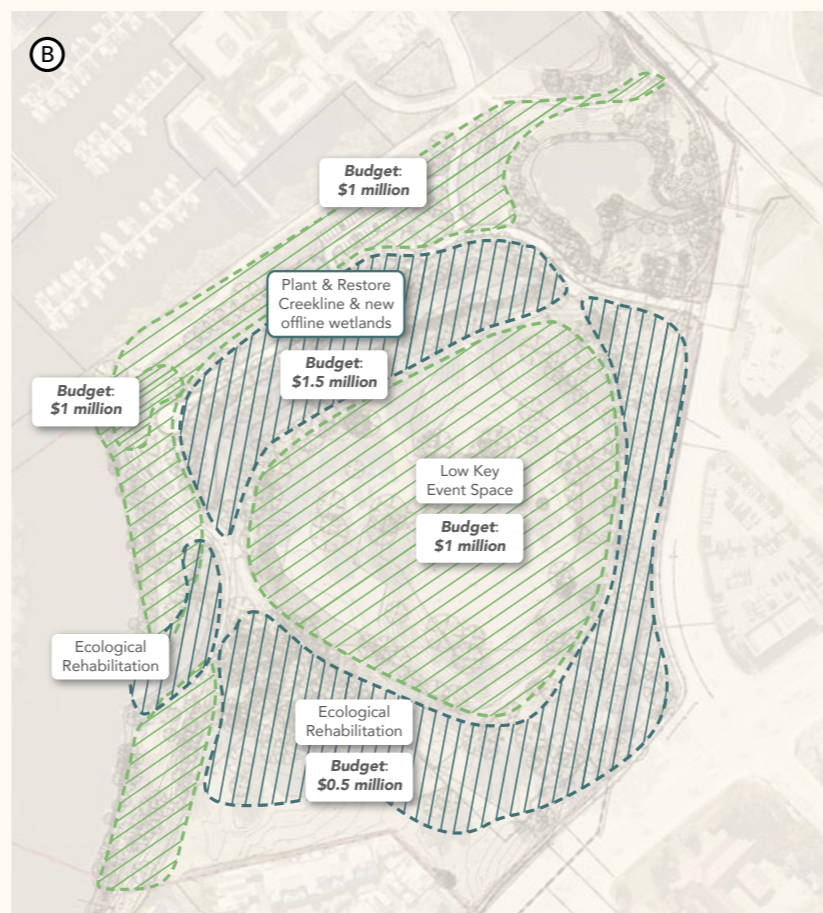 B
Budget:
$1 million
Plant & Restore
Creekline & new
offline wetlands
Budget:
$1.5 million
Budget:
$1 million
Low Key
Event Space
Budget:
$1 million
Ecological
Rehabilitation
Ecological
Rehabilitation
Budget:
$0.5 million